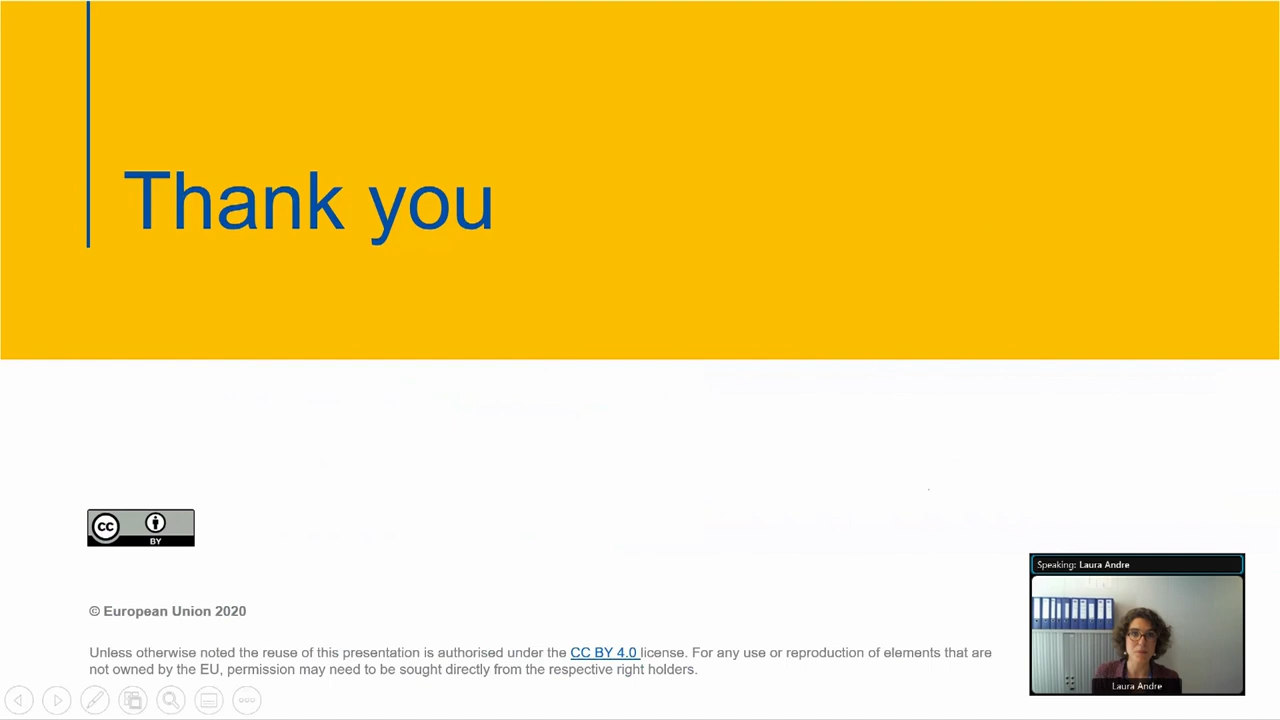 Thank you
cc
BY
© European Union 2020
Unless otherwise noted the reuse of this presentation is authorised under the CC BY 4.0 license. For any use or reproduction of elements that are
not owned by the EU, permission may need to be sought directly from the respective right holders.
Speaking: Laura Andre
Laura Andre